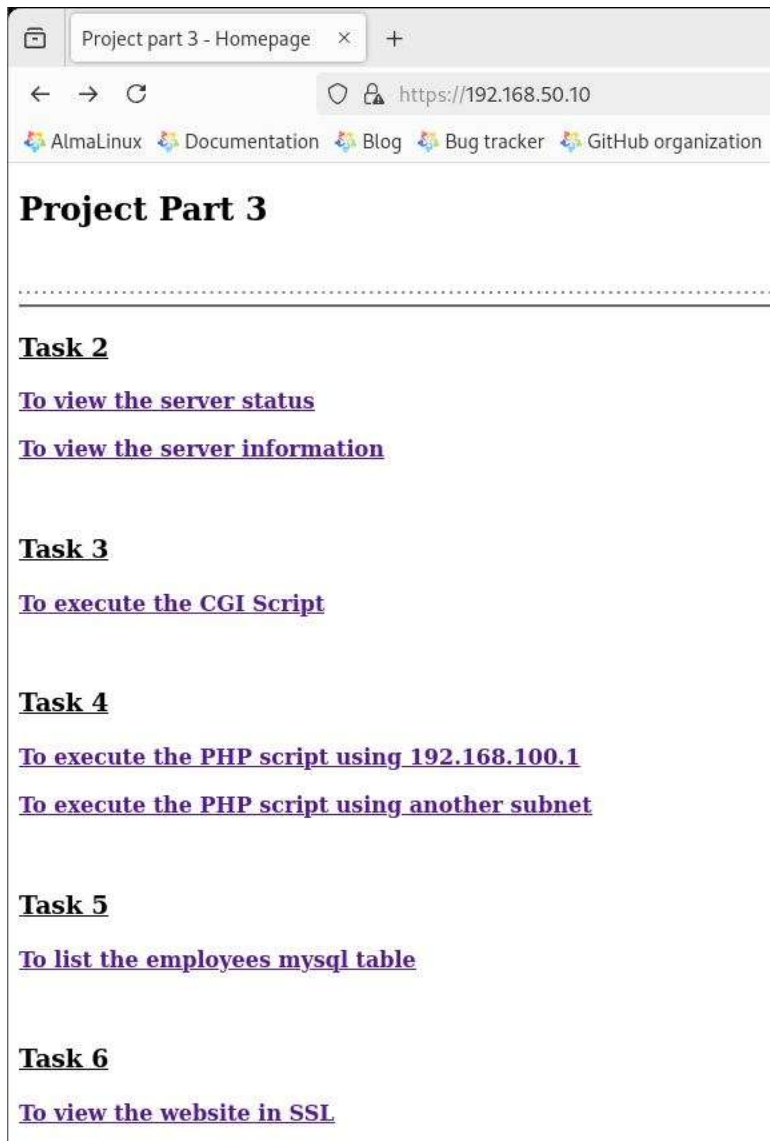 Project part 3 - Homepage
https://192.168.50.10
AlmaLinux Documentation Blog Bug tracker GitHub organization
Project Part 3
Task 2
To view the server status
To view the server information
Task 3
To execute the CGI Script
Task 4
To execute the PHP script using 192.168.100.1
To execute the PHP script using another subnet
Task 5
To list the employees mysql table
Task 6
To view the website in SSL